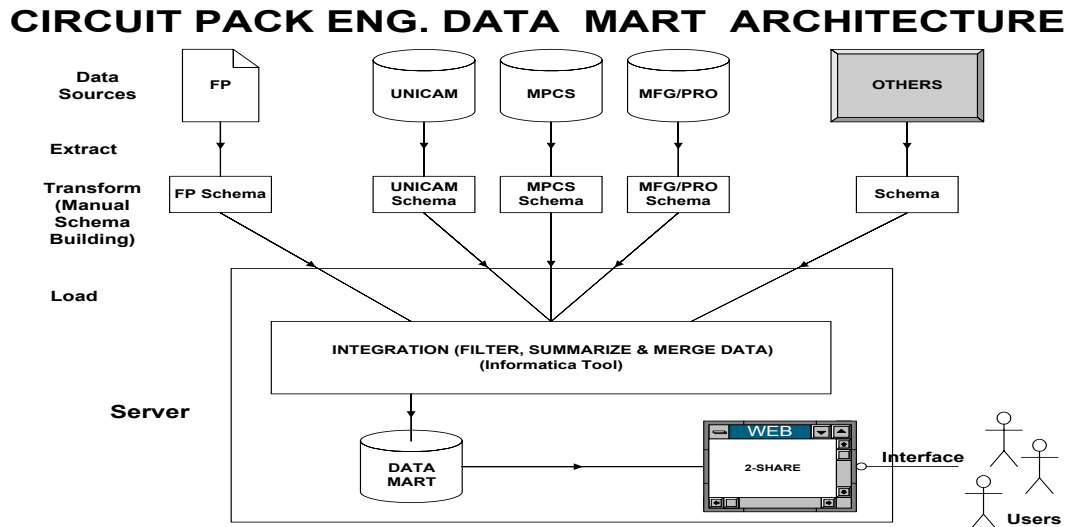 CIRCUIT PACK ENG. DATA MART ARCHITECTURE
Data
Sources
FP
UNICAM
MPCS
MFG/PRO
OTHERS
Extract
Transform
(Manual
Schema
Building)
FP Schema
UNICAM
Schema
MPCS
Schema
MFG/PRO
Schema
Schema
Load
INTEGRATION (FILTER, SUMMARIZE & MERGE DATA)
(Informatica Tool)
Server
DATA
MART
WEB
2-SHARE
Interface
Users